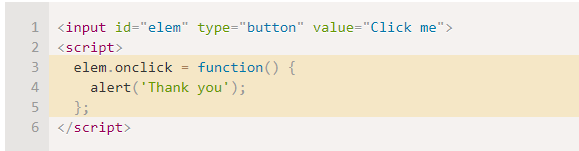 1 <input id="elem" type="button" value="Click me">
2 <script>
3   elem.onclick = function() {
4     alert('Thank you');
5   };
6 </script>